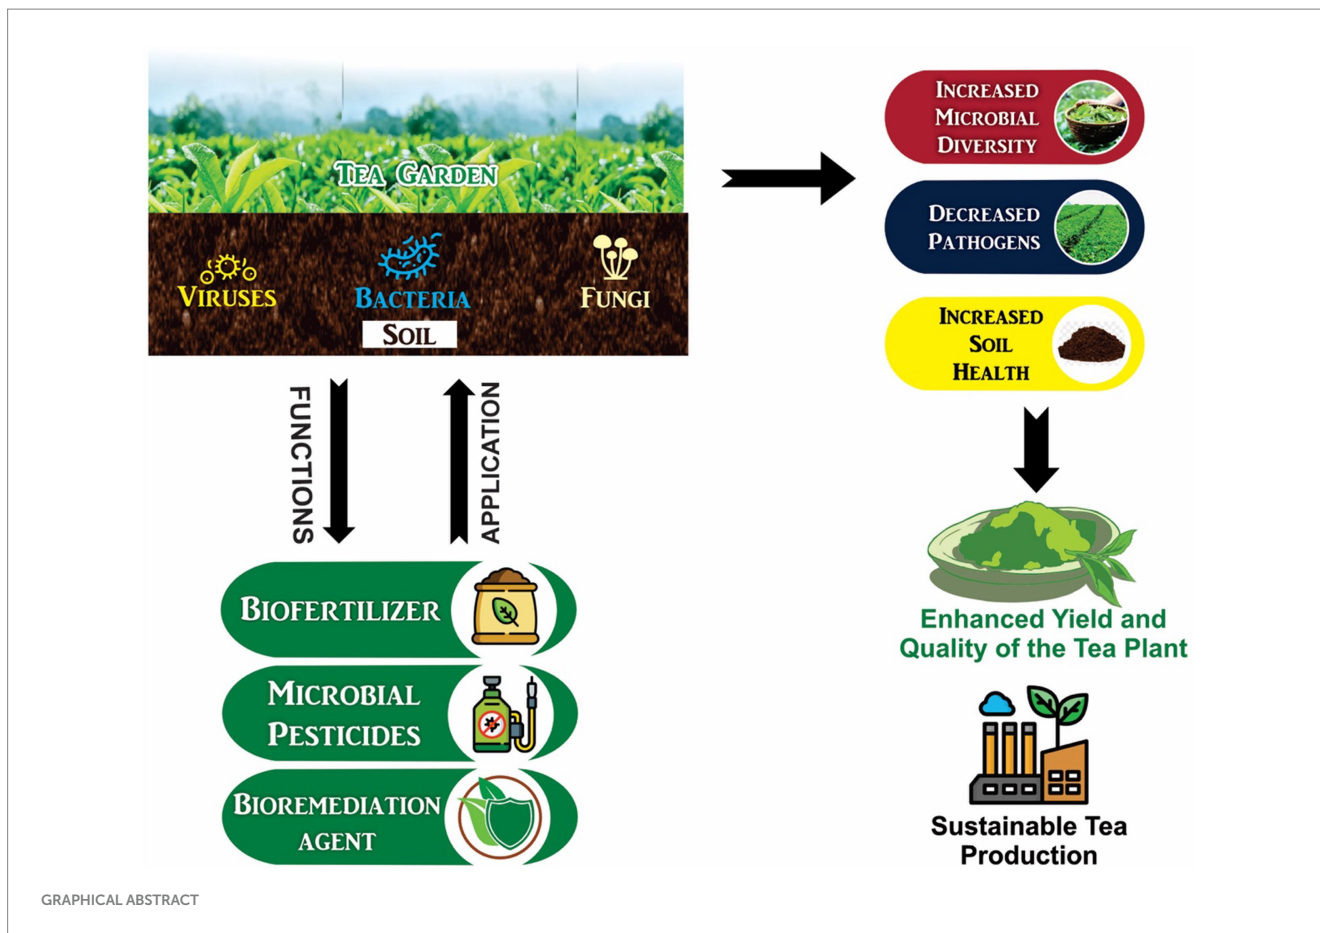 TEA GARDEN
VIRUSES
BACTERIA
FUNGI
SOIL
FUNCTIONS
APPLICATION
BIOFERTILIZER
MICROBIAL
PESTICIDES
BIOREMEDIATION
AGENT
INCREASED
MICROBIAL
DIVERSITY
DECREASED
PATHOGENS
INCREASED
SOIL
HEALTH
Enhanced Yield and
Quality of the Tea Plant
Sustainable Tea
Production
GRAPHICAL ABSTRACT